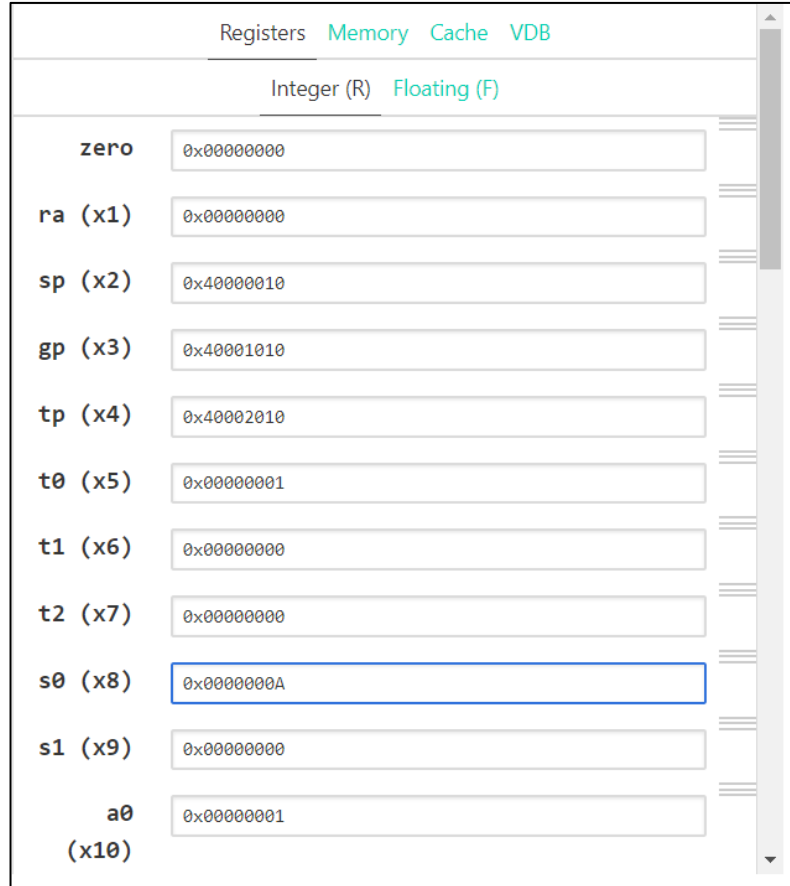 Registers Memory Cache VDB
Integer (R) Floating (F)
zero 0x00000000
ra (x1) 0x00000000
sp (x2) 0x40000010
gp (x3) 0x40001010
tp (x4) 0x40002010
t0 (x5) 0x00000001
t1 (x6) 0x00000000
t2 (x7) 0x00000000
s0 (x8) 0x0000000A
s1 (x9) 0x00000000
a0 0x00000001
(x10)